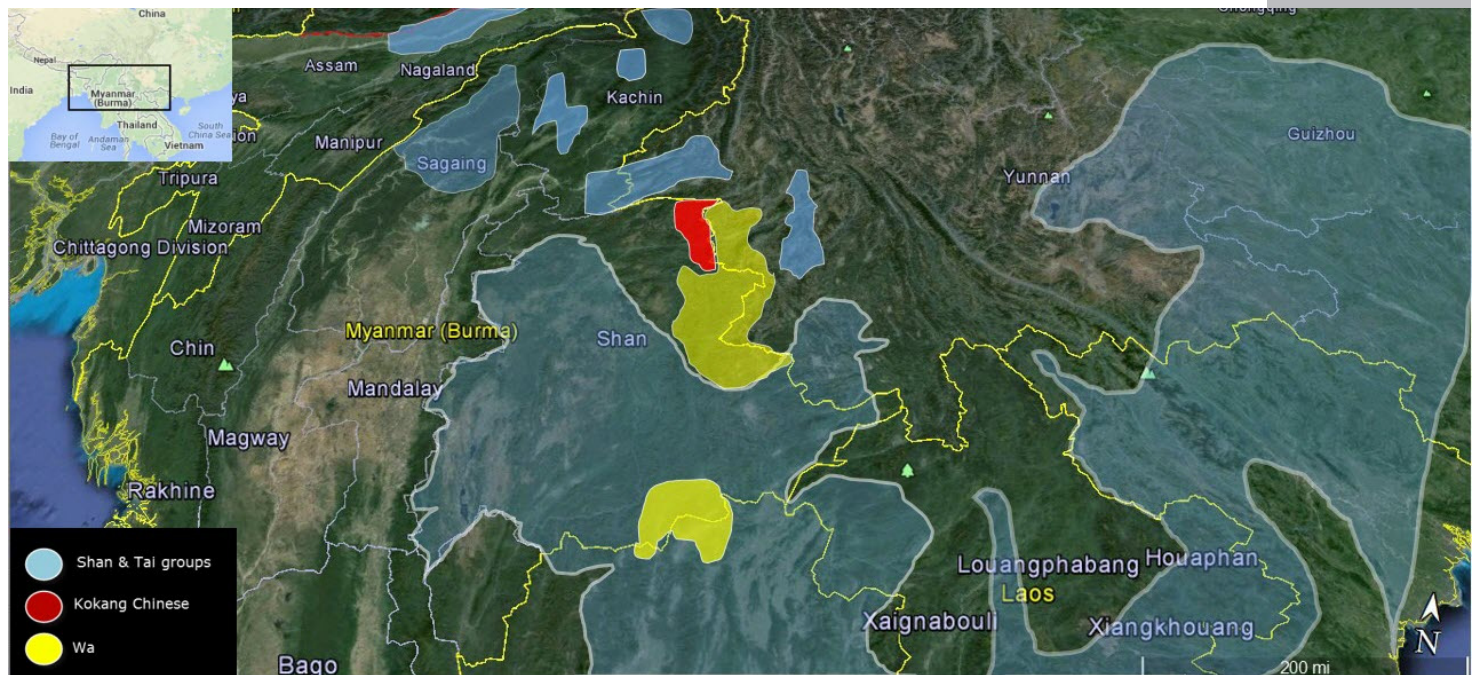 China
Nepal
India
Myanmar
(Burma)
Thailand
Bay of
Bengal
Andaman
Sea
Vietnam
South
China Sea
Assam
Nagaland
Kachin
Manipur
Sagaing
Guizhou
Yunnan
Tripura
Mizoram
Chittagong Division
Myanmar (Burma)
Shan
Chin
Mandalay
Magway
Rakhine
Louangphabang
Houaphan
Laos
Xaignabouli
Xiangkhouang
Bago
Shan & Tai groups
Kokang Chinese
Wa
N
200 mi